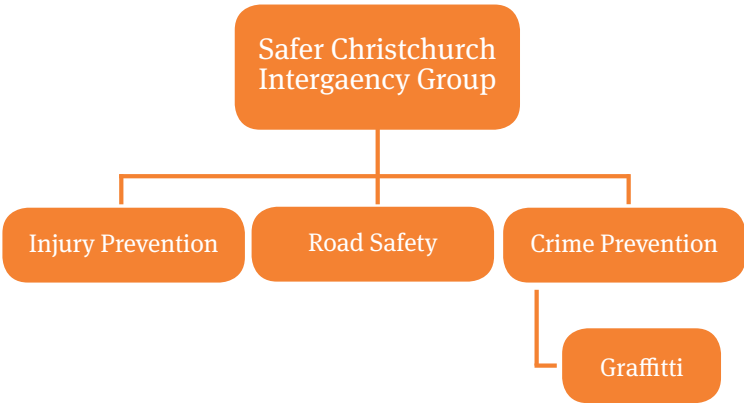 Safer Christchurch
Intergaency Group
Injury Prevention
Road Safety
Crime Prevention
Graffitti